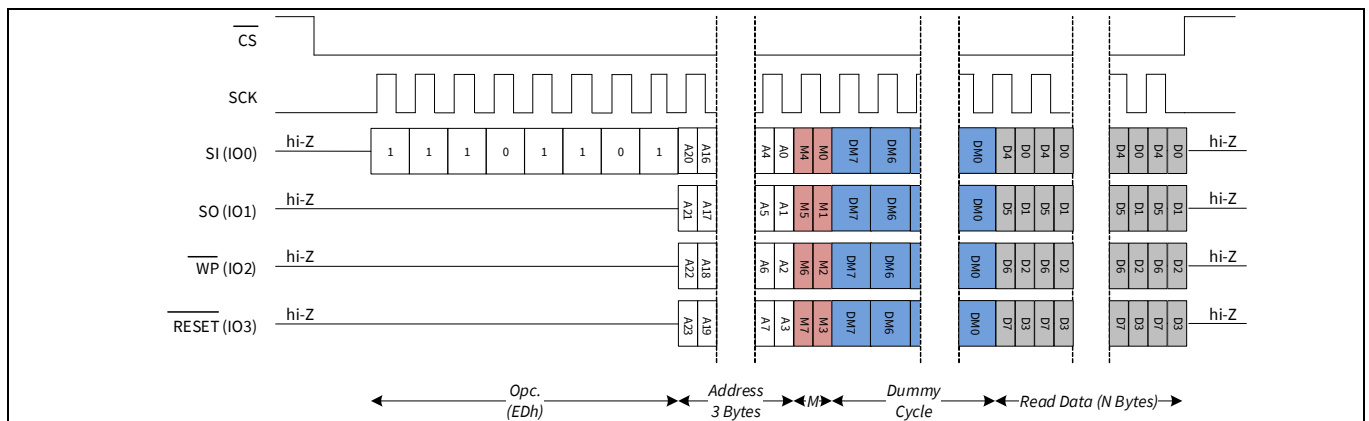 CS
SCK
SI (IO0) hi-Z 1 1 1 0 1 1 0 1 A20 A16 A4 A0 M4 M0 DM7 DM6 DM0 D4 D0 D4 D0 D4 D0 D4 D0 hi-Z
SO (IO1) hi-Z A21 A17 A5 A1 M5 M1 DM7 DM6 DM0 D5 D1 D5 D1 D5 D1 D5 D1 hi-Z
WP (IO2) hi-Z A22 A18 A6 A2 M6 M2 DM7 DM6 DM0 D6 D2 D6 D2 D6 D2 D6 D2 hi-Z
RESET (IO3) hi-Z A23 A19 A7 A3 M7 M3 DM7 DM6 DM0 D7 D3 D7 D3 D7 D3 D7 D3 hi-Z
Opc. Address Dummy
(EDh) 3 Bytes M Cycle Read Data (N Bytes)